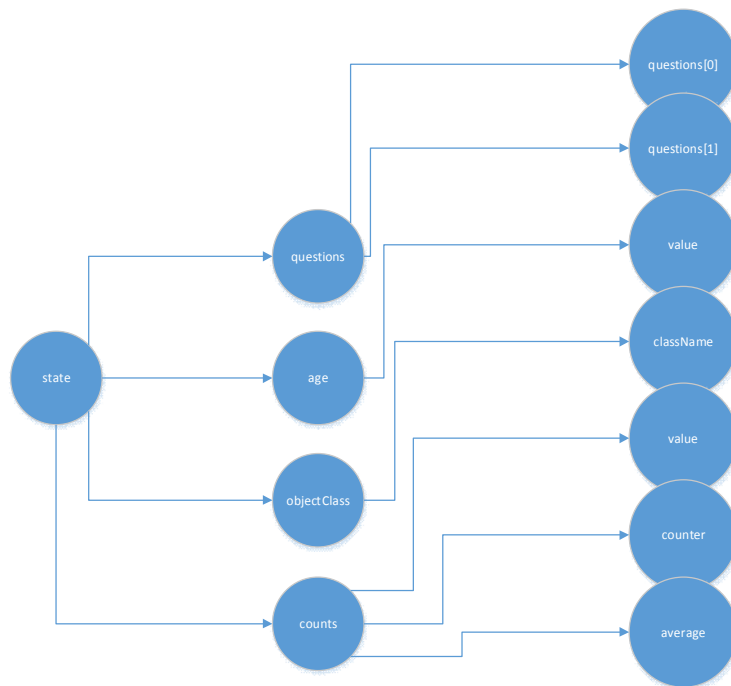 questions[0]
questions[1]
questions
value
className
state
age
value
objectClass
counter
counts
average